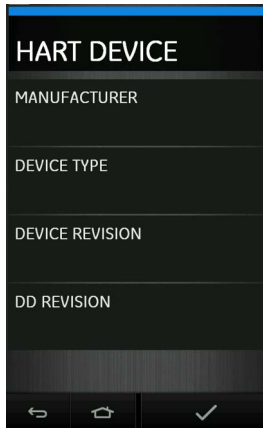 HART DEVICE
MANUFACTURER
DEVICE TYPE
DEVICE REVISION
DD REVISION